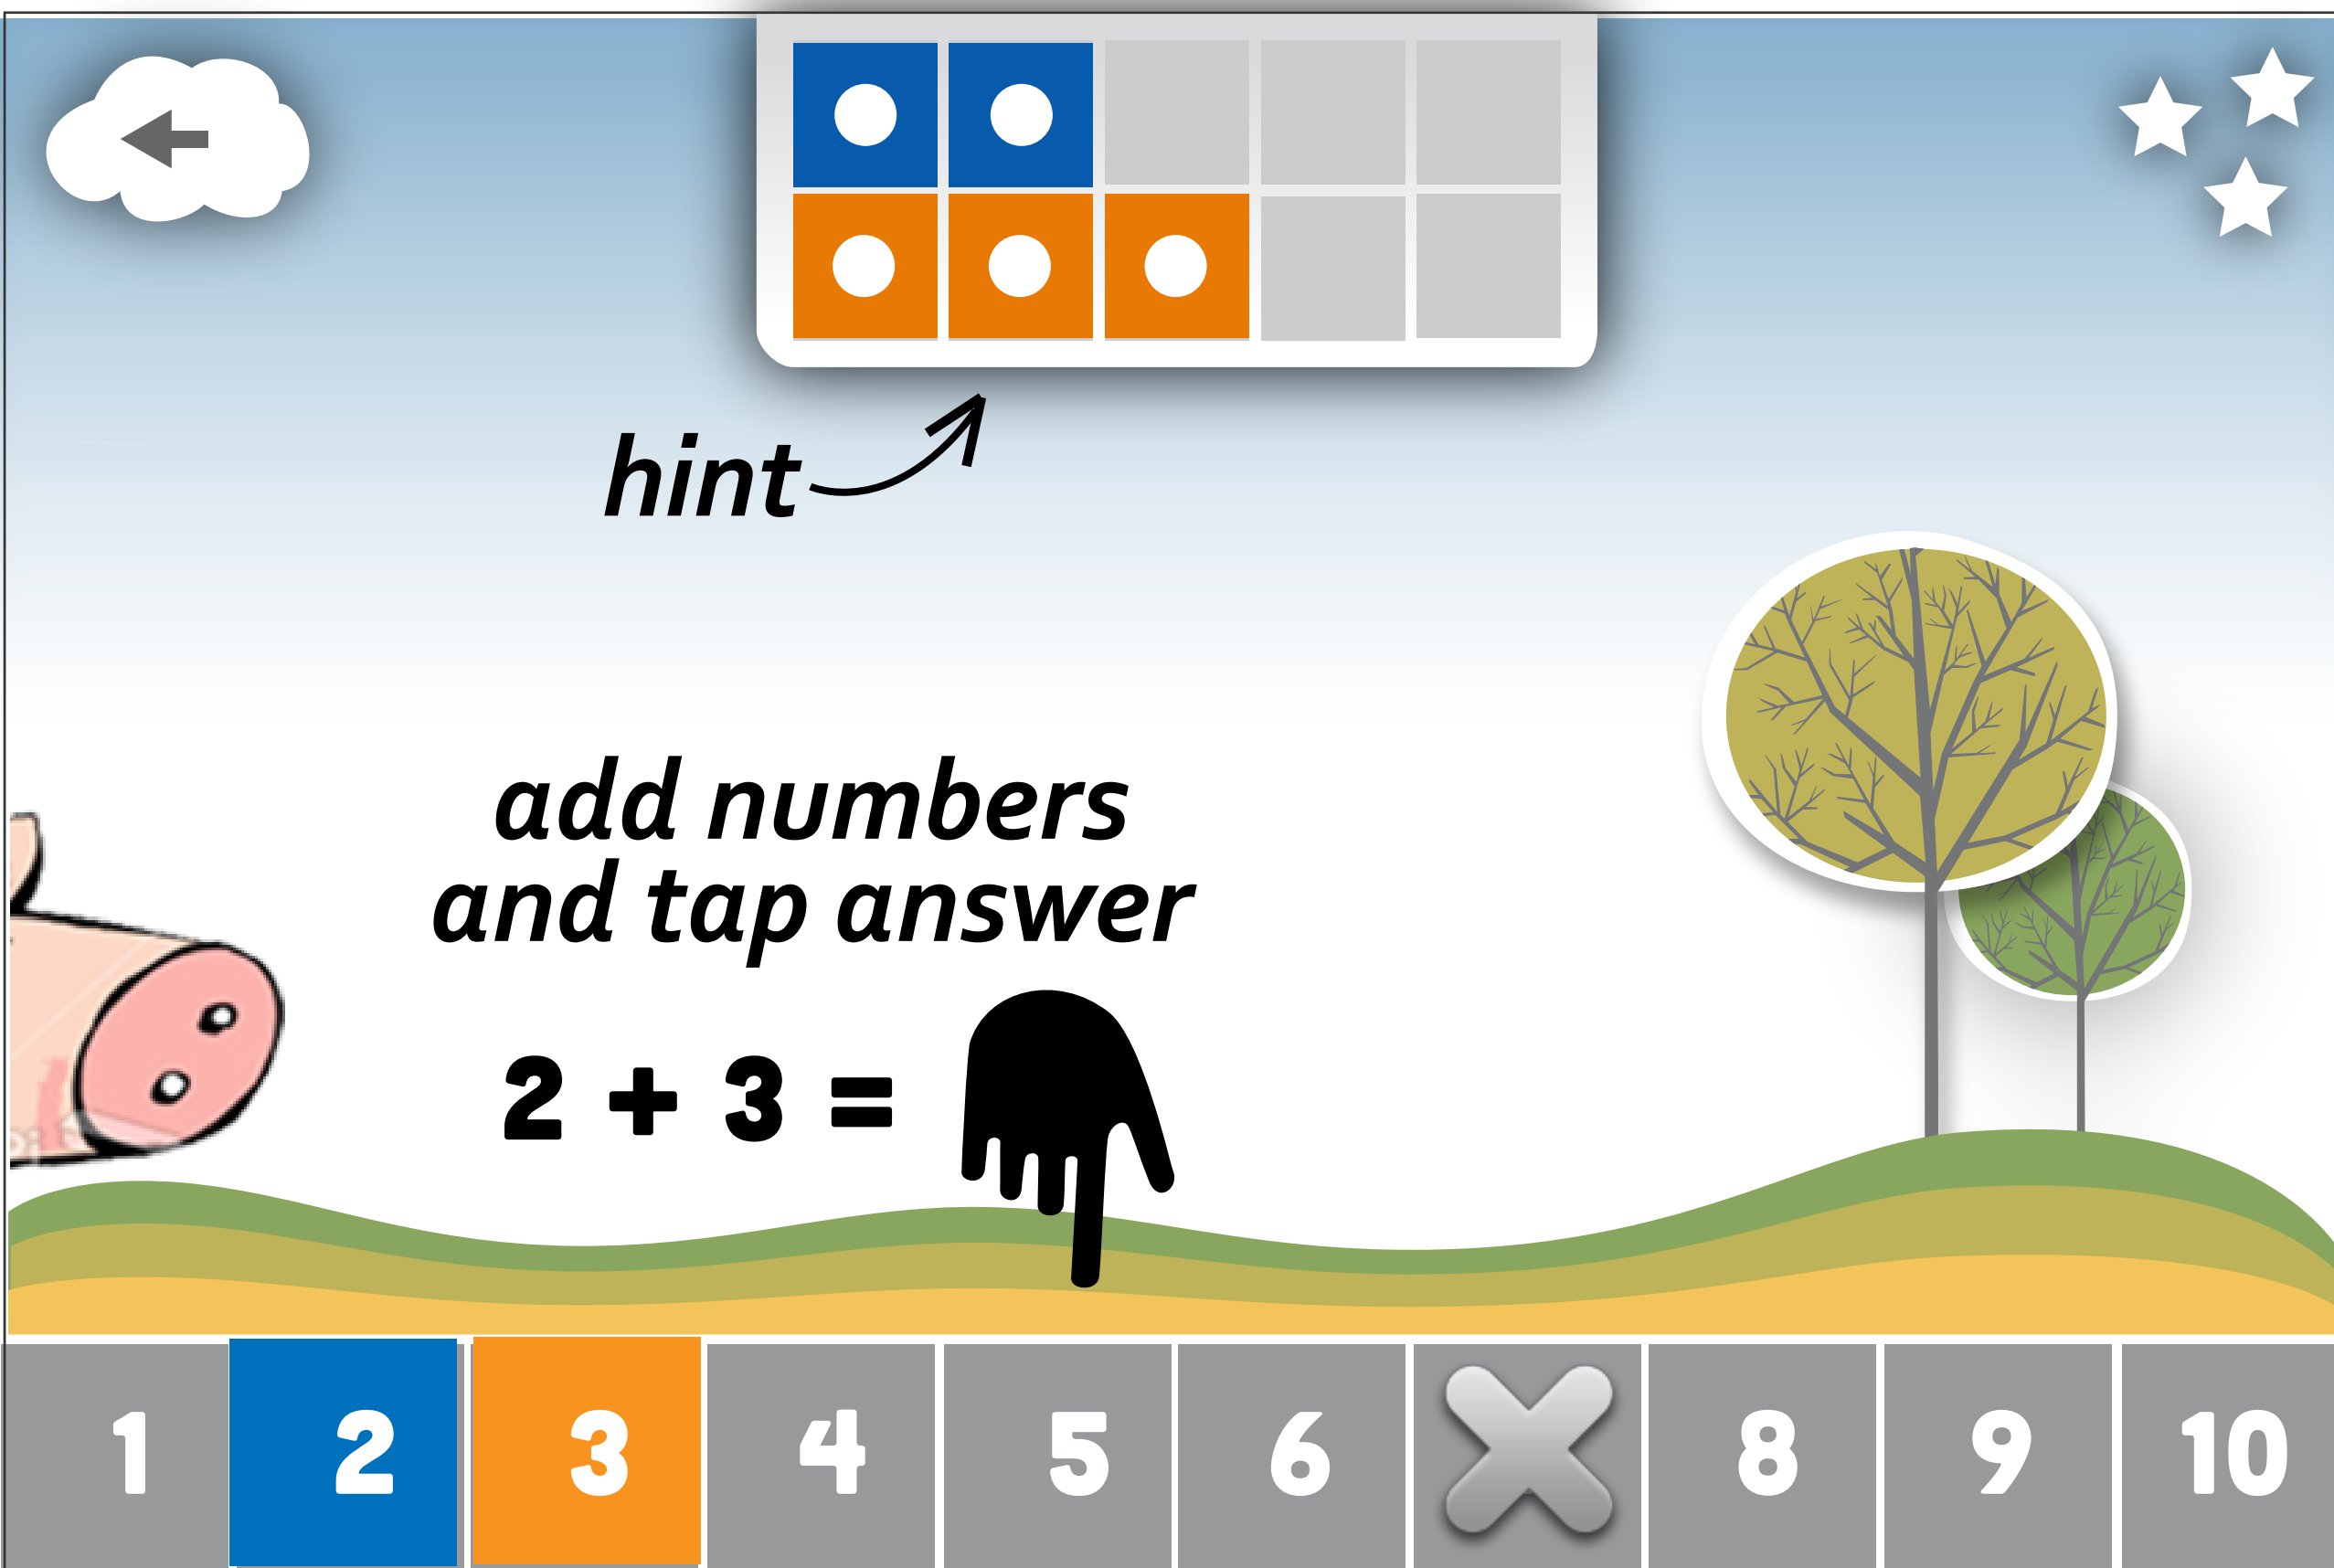 hint
add numbers
and tap answer
2 + 3 =
1 2 3 4 5 6 8 9 10